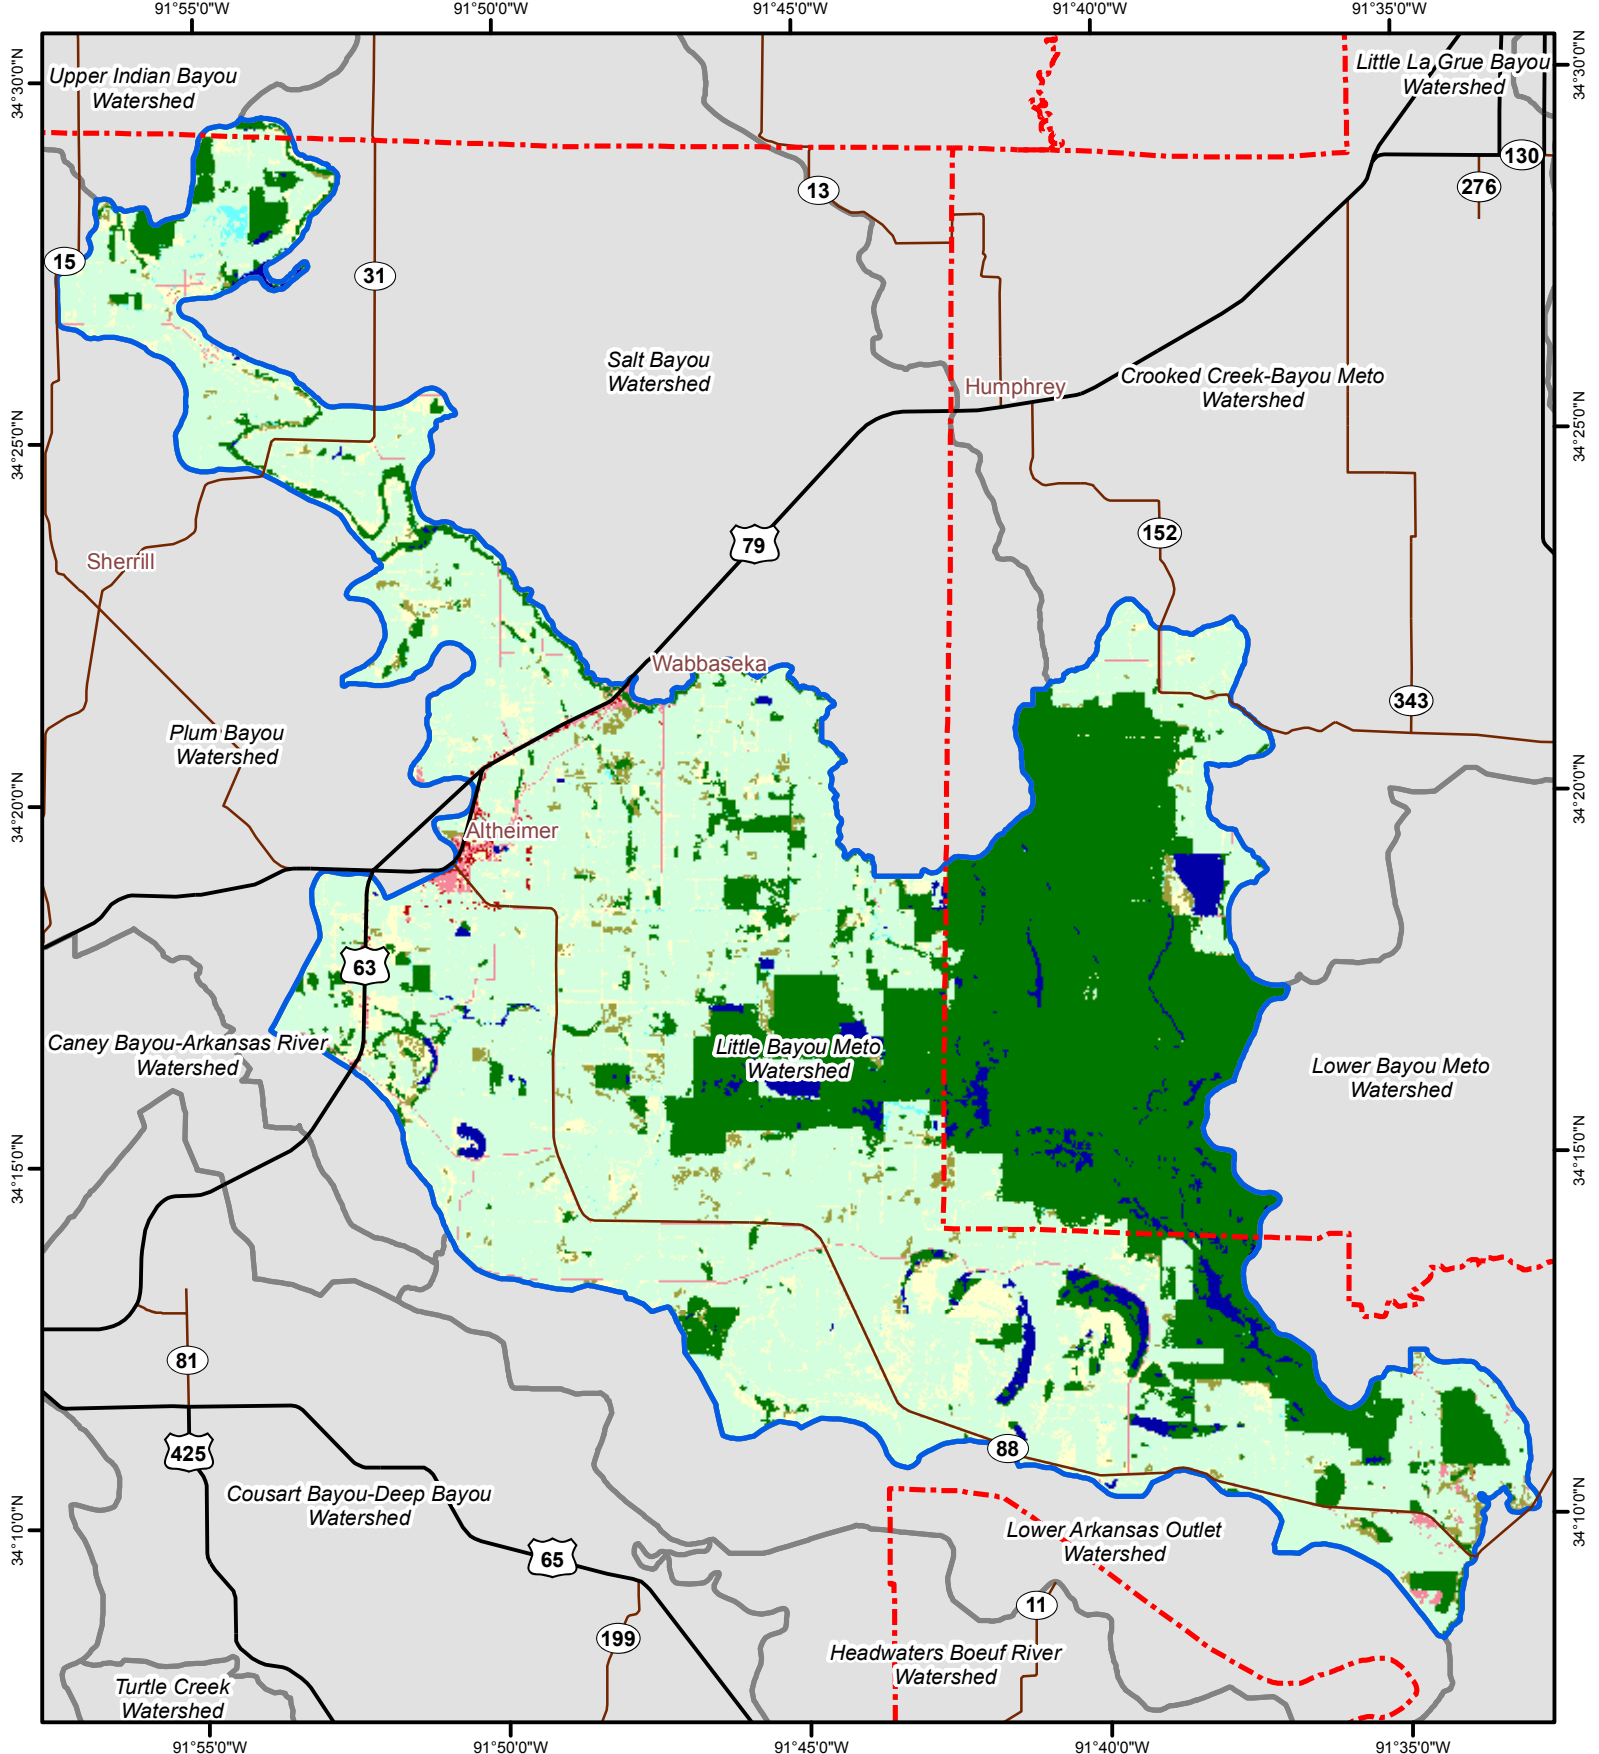 91°55'0"W
91°50'0"W
91°45'0"W
91°40'0"W
91°35'0"W
34°30'0"N
34°30'0"N
Upper Indian Bayou
Watershed
Little La Grue Bayou
Watershed
130
276
13
15
31
Salt Bayou
Watershed
Humphrey
Crooked Creek-Bayou Meto
Watershed
34°25'0"N
34°25'0"N
79
152
Sherrill
Wabbaseka
343
Plum Bayou
Watershed
34°20'0"N
34°20'0"N
Altheimer
63
Caney Bayou-Arkansas River
Watershed
Little Bayou Meto
Watershed
Lower Bayou Meto
Watershed
34°15'0"N
34°15'0"N
81
425
88
Cousart Bayou-Deep Bayou
Watershed
34°10'0"N
34°10'0"N
Lower Arkansas Outlet
Watershed
65
11
199
Headwaters Boeuf River
Watershed
Turtle Creek
Watershed
91°55'0"W
91°50'0"W
91°45'0"W
91°40'0"W
91°35'0"W